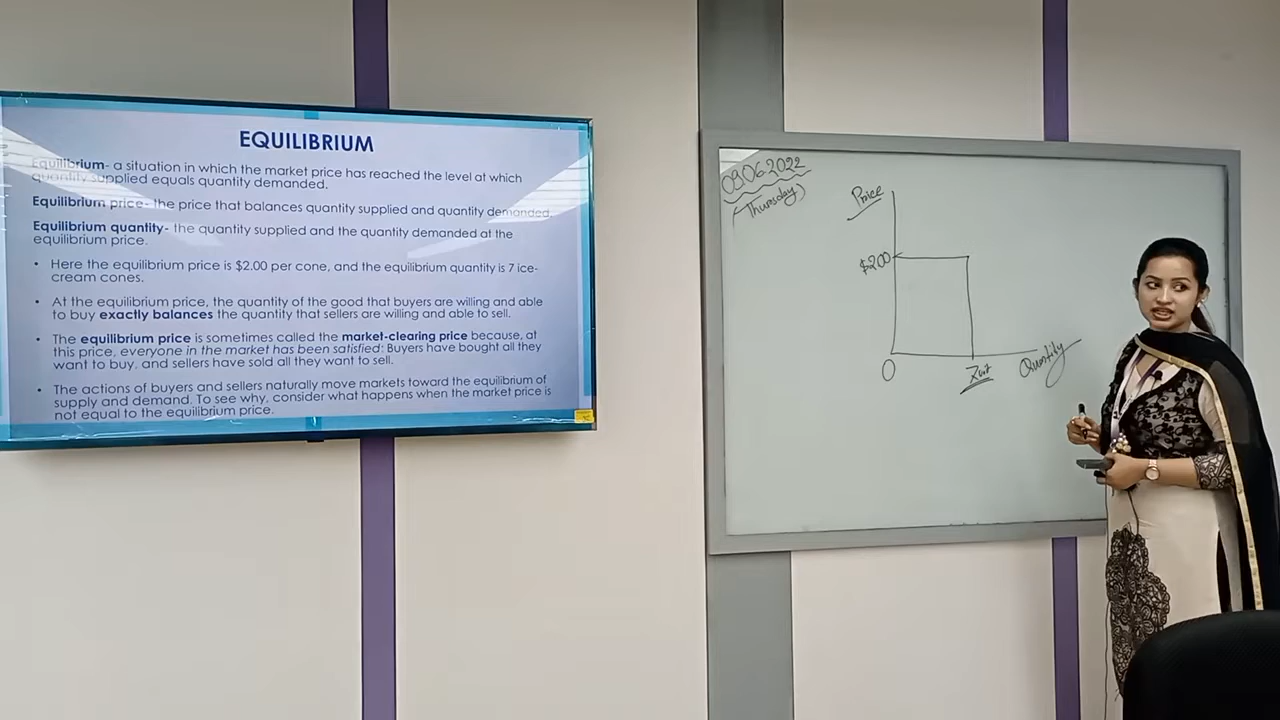 EQUILIBRIUM
Equilibrium- a situation in which the market price has reached the level at which
quantity supplied equals quantity demanded.
Equilibrium price- the price that balances quantity supplied and quantity demanded.
Equilibrium quantity- the quantity supplied and the quantity demanded at the
equilibrium price.
• Here the equilibrium price is $2.00 per cone, and the equilibrium quantity is 7 ice-
cream cones.
• At the equilibrium price, the quantity of the good that buyers are willing and able
to buy exactly balances the quantity that sellers are willing and able to sell.
• The equilibrium price is sometimes called the market-clearing price because, at
this price, everyone in the market has been satisfied: Buyers have bought all they
want to buy, and sellers have sold all they want to sell.
• The actions of buyers and sellers naturally move markets toward the equilibrium of
supply and demand. To see why, consider what happens when the market price is
not equal to the equilibrium price.
09.06.2022
(Thursday)
Price
$2.00
0
Quantity